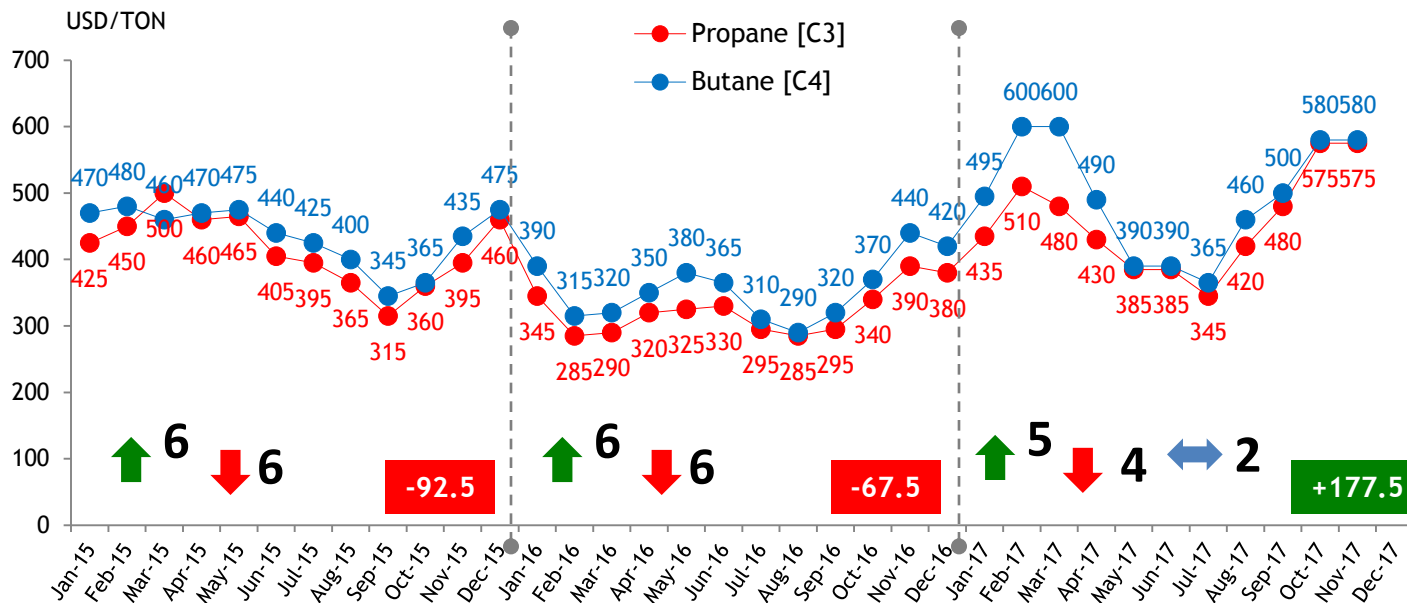 USD/TON
Propane [C3]
Butane [C4]
700
600
500
400
300
200
100
0
470 480 460 470 475 440 425 400 345 365 435 475 390 315 320 350 380 365 310 290 320 370 440 420 495 600 600 490 390 390 365 460 500 580 580
425 450 500 460 465 405 395 365 315 360 395 460 345 285 290 320 325 330 295 285 295 340 390 380 435 510 480 430 385 385 345 420 480 575 575
6 6 -92.5
6 6 -67.5
5 4 2 +177.5
Jan-15 Feb-15 Mar-15 Apr-15 May-15 Jun-15 Jul-15 Aug-15 Sep-15 Oct-15 Nov-15 Dec-15 Jan-16 Feb-16 Mar-16 Apr-16 May-16 Jun-16 Jul-16 Aug-16 Sep-16 Oct-16 Nov-16 Dec-16 Jan-17 Feb-17 Mar-17 Apr-17 May-17 Jun-17 Jul-17 Aug-17 Sep-17 Oct-17 Nov-17 Dec-17